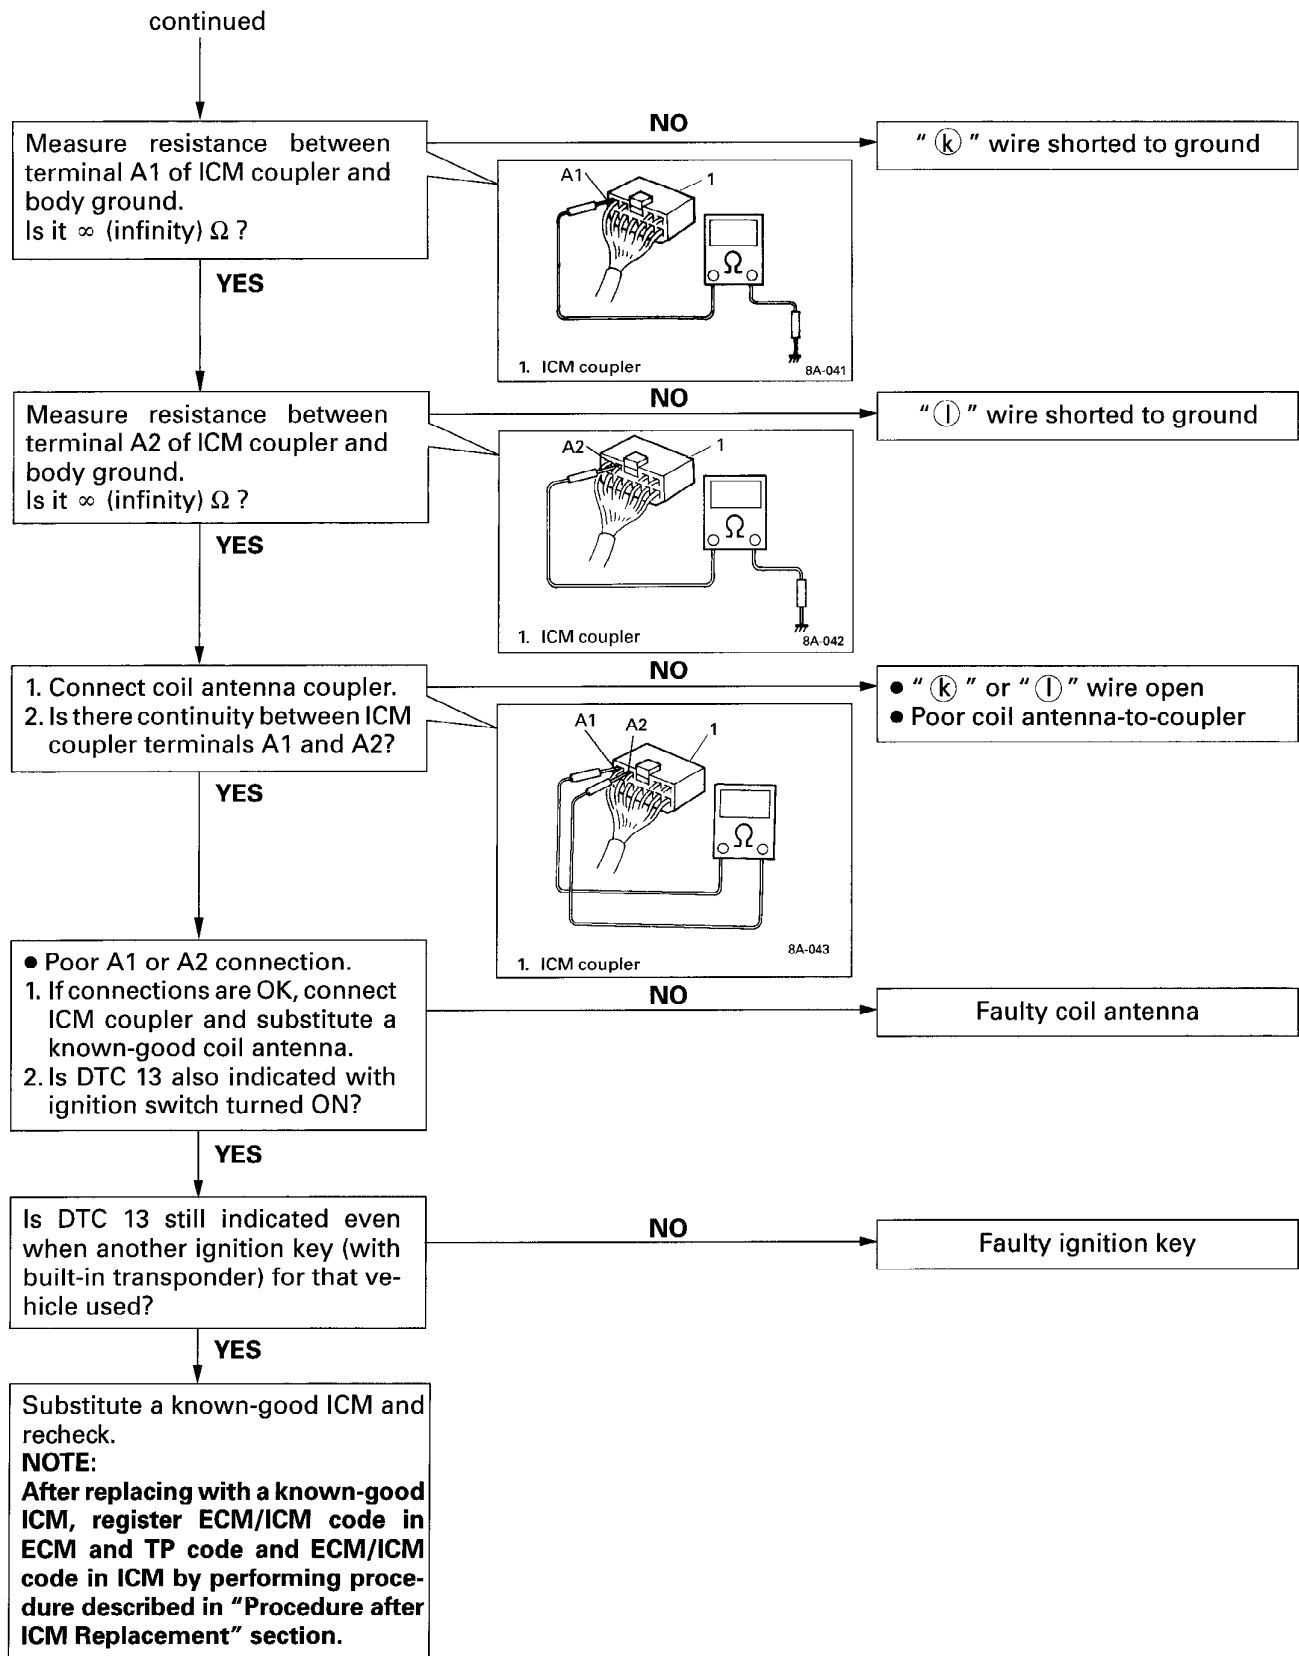 continued
Measure resistance between
terminal A1 of ICM coupler and
body ground.
Is it ∞ (infinity) Ω ?
NO
" ⓚ " wire shorted to ground
A1
1
Ω
1. ICM coupler
8A-041
YES
Measure resistance between
terminal A2 of ICM coupler and
body ground.
Is it ∞ (infinity) Ω ?
NO
"ⓛ " wire shorted to ground
A2
1
Ω
1. ICM coupler
8A-042
YES
1. Connect coil antenna coupler.
2. Is there continuity between ICM
coupler terminals A1 and A2?
NO
● " ⓚ " or " ⓛ " wire open
● Poor coil antenna-to-coupler
A1
A2
1
Ω
8A-043
1. ICM coupler
YES
● Poor A1 or A2 connection.
1. If connections are OK, connect
ICM coupler and substitute a
known-good coil antenna.
2. Is DTC 13 also indicated with
ignition switch turned ON?
NO
Faulty coil antenna
YES
Is DTC 13 still indicated even
when another ignition key (with
built-in transponder) for that ve-
hicle used?
NO
Faulty ignition key
YES
Substitute a known-good ICM and
recheck.
NOTE:
After replacing with a known-good
ICM, register ECM/ICM code in
ECM and TP code and ECM/ICM
code in ICM by performing proce-
dure described in "Procedure after
ICM Replacement" section.